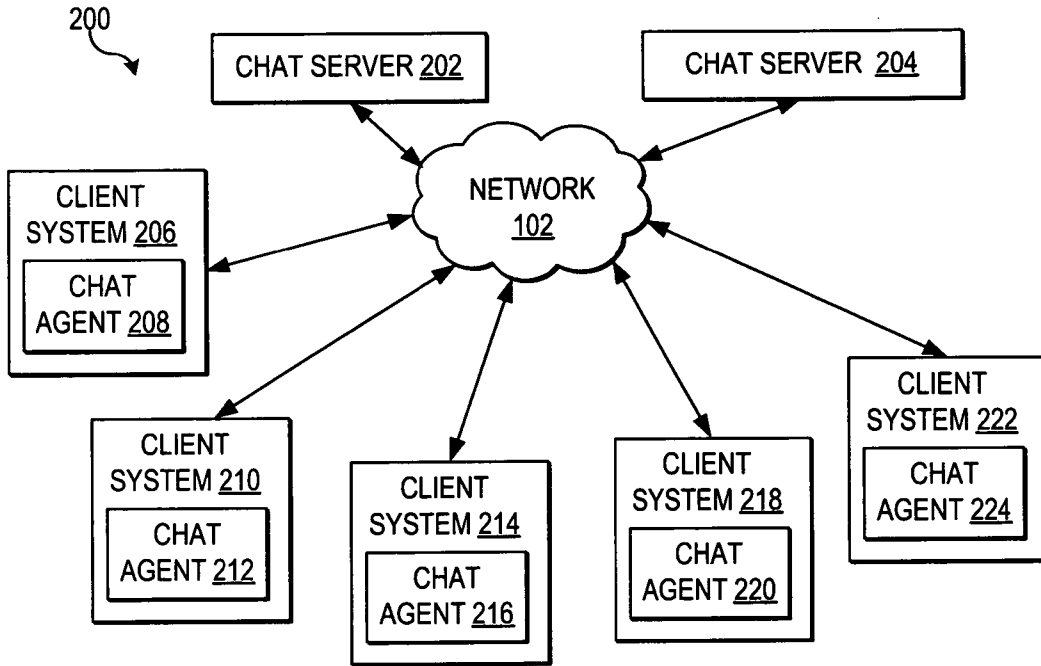 200
CHAT SERVER 202
CHAT SERVER 204
NETWORK
102
CLIENT
SYSTEM 206
CHAT
AGENT 208
CLIENT
SYSTEM 210
CHAT
AGENT 212
CLIENT
SYSTEM 214
CHAT
AGENT 216
CLIENT
SYSTEM 218
CHAT
AGENT 220
CLIENT
SYSTEM 222
CHAT
AGENT 224